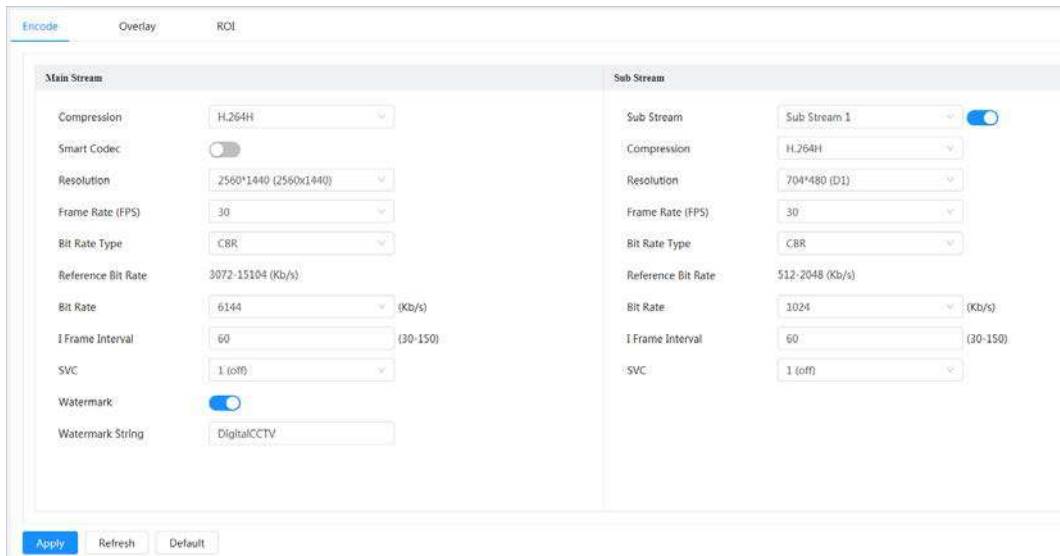 Encode Overlay ROI
Main Stream Sub Stream
Compression H.264H Sub Stream Sub Stream 1
Smart Codec Compression H.264H
Resolution 2560*1440 (2560x1440) Resolution 704*480 (D1)
Frame Rate (FPS) 30 Frame Rate (FPS) 30
Bit Rate Type CBR Bit Rate Type CBR
Reference Bit Rate 3072-15104 (Kb/s) Reference Bit Rate 512-2048 (Kb/s)
Bit Rate 6144 (Kb/s) Bit Rate 1024 (Kb/s)
I Frame Interval 60 (30-150) I Frame Interval 60 (30-150)
SVC 1 (off) SVC 1 (off)
Watermark
Watermark String DigitalCCTV
Apply Refresh Default